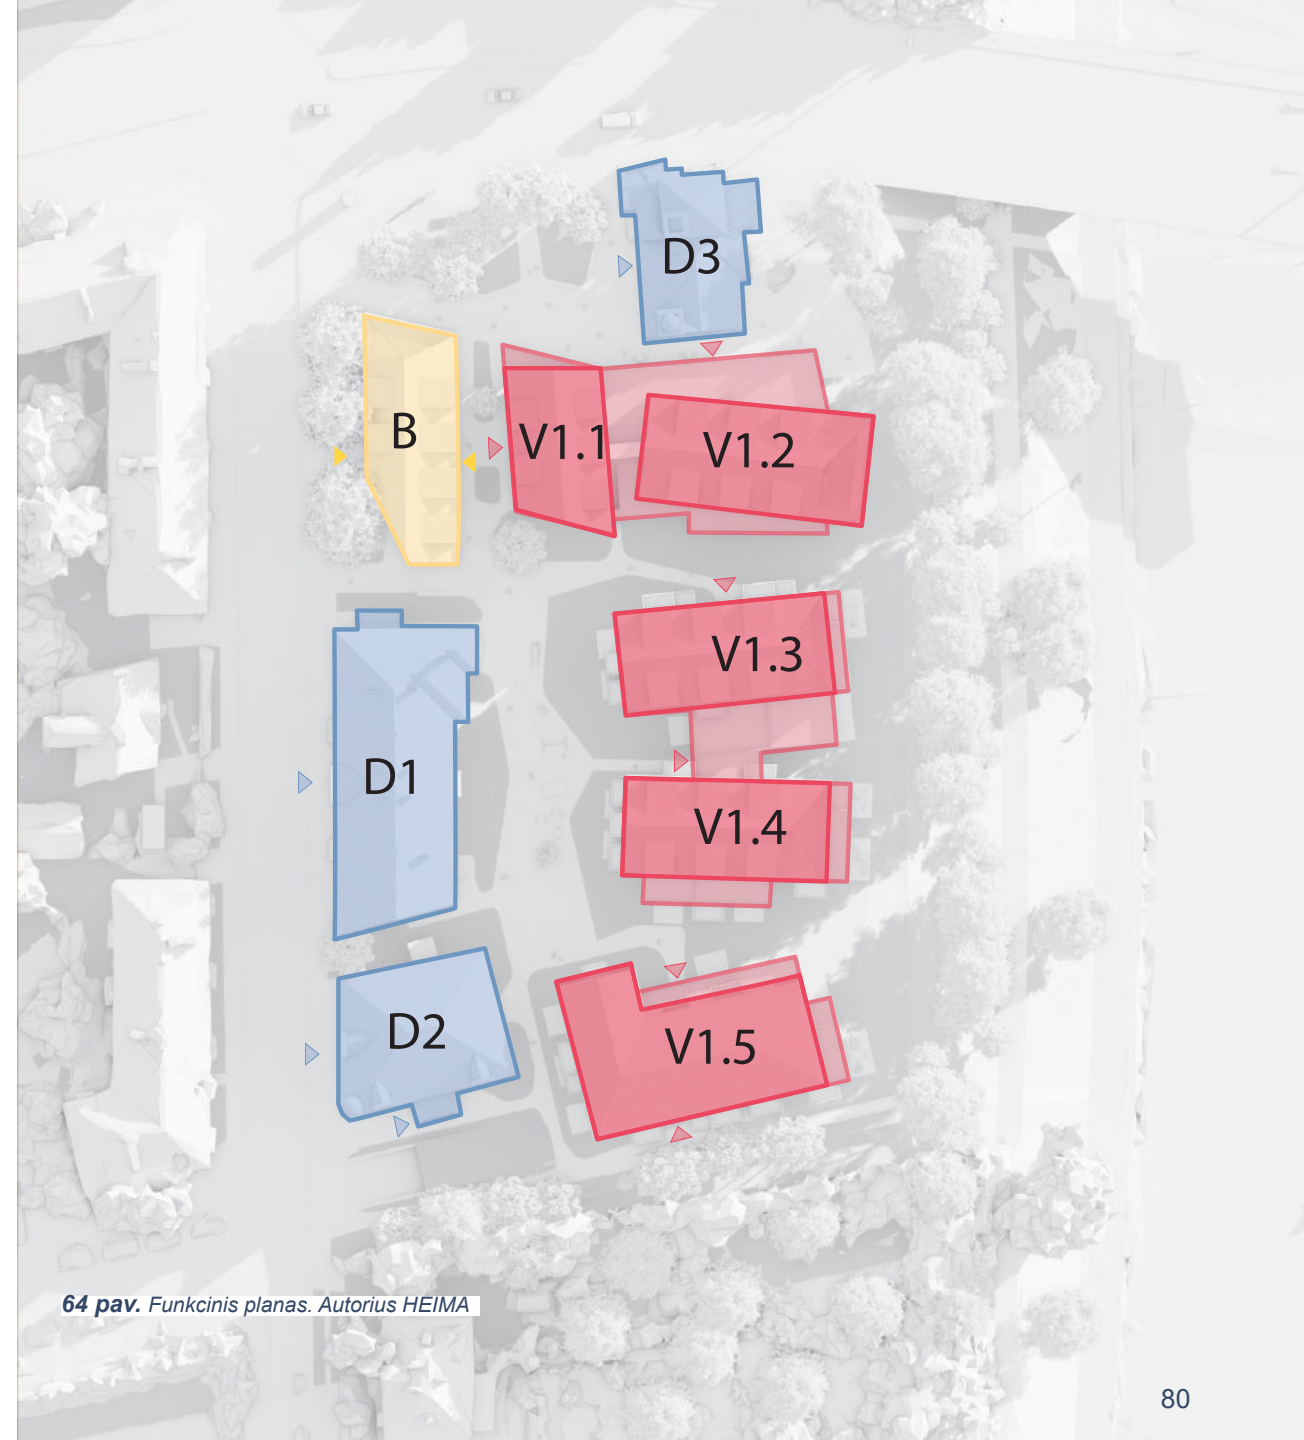 D3
B
V1.1
V1.2
V1.3
D1
V1.4
D2
V1.5
64 pav. Funkcinis planas. Autorius HEIMA
80